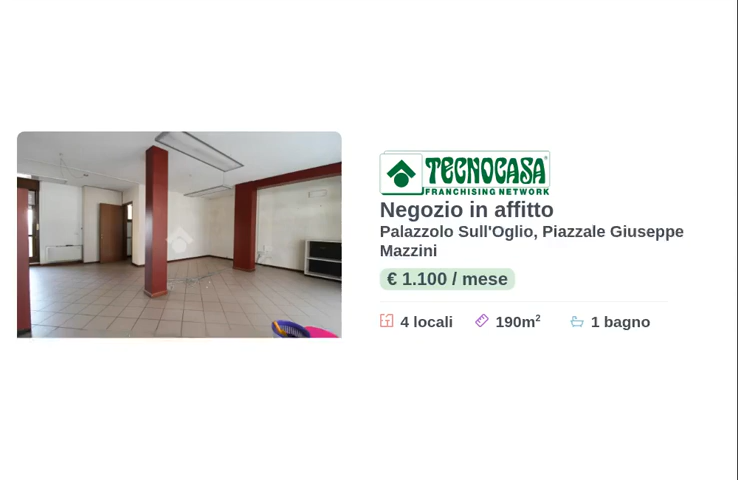 TECNOCASA
FRANCHISING NETWORK
Negozio in affitto
Palazzolo Sull'Oglio, Piazzale Giuseppe
Mazzini
€ 1.100 / mese
4 locali 190m² 1 bagno